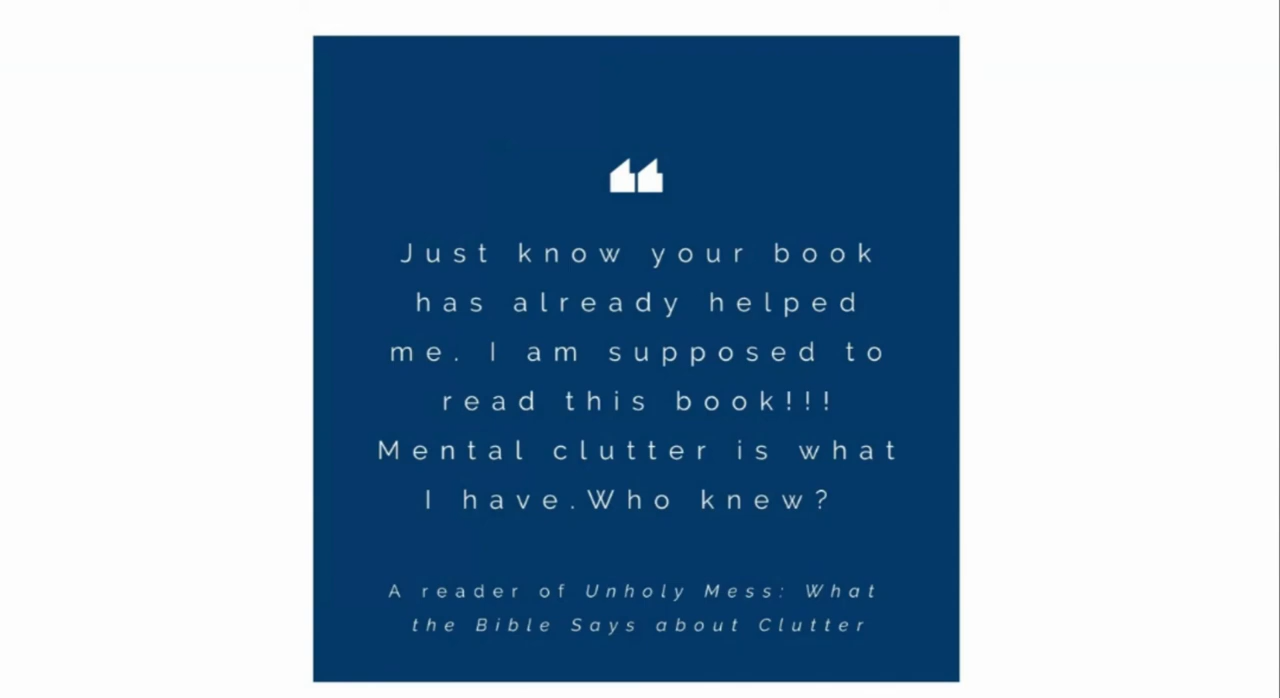 ❝
Just know your book
has already helped
me. I am supposed to
read this book!!!
Mental clutter is what
I have.Who knew?
A reader of Unholy Mess: What
the Bible Says about Clutter